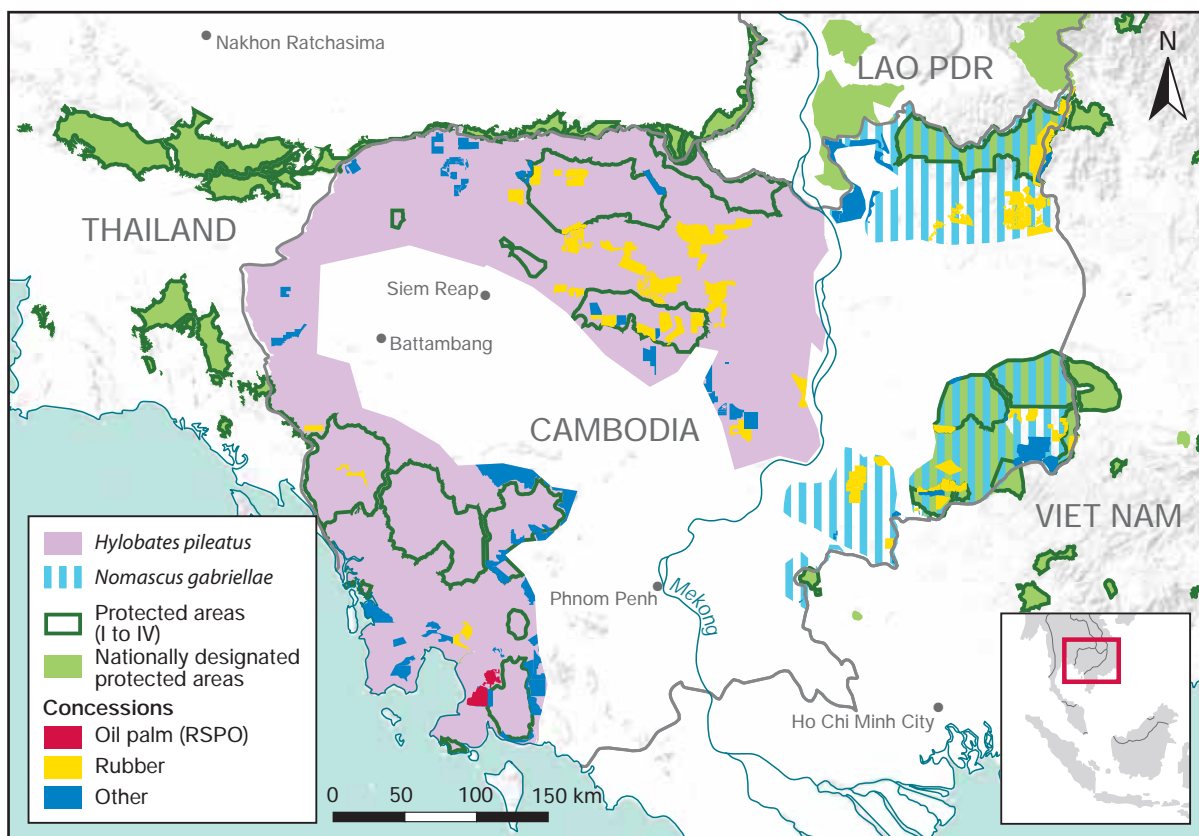 Nakhon Ratchasima
LAO PDR
N
THAILAND
Siem Reap
Battambang
CAMBODIA
VIET NAM
Phnom Penh
Mekong
Ho Chi Minh City
Hylobates pileatus
Nomascus gabriellae
Protected areas
(I to IV)
Nationally designated
protected areas
Concessions
Oil palm (RSPO)
Rubber
Other
0 50 100 150 km